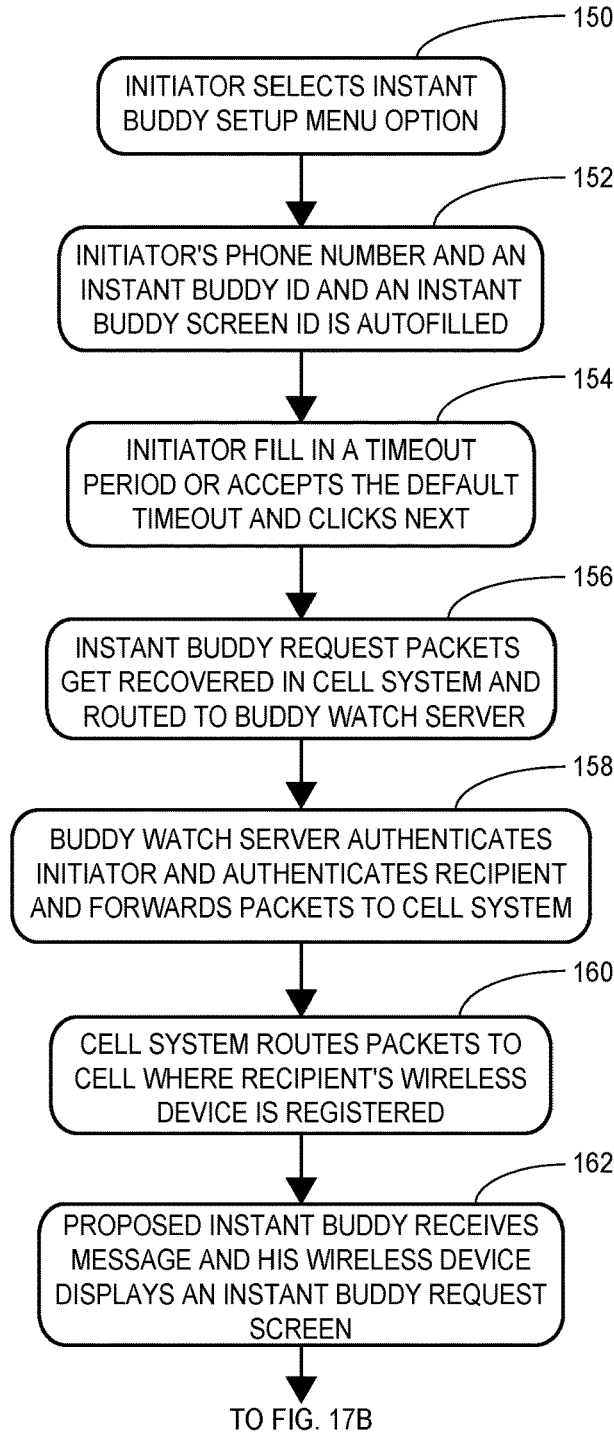 150
INITIATOR SELECTS INSTANT
BUDDY SETUP MENU OPTION
152
INITIATOR'S PHONE NUMBER AND AN
INSTANT BUDDY ID AND AN INSTANT
BUDDY SCREEN ID IS AUTOFILLED
154
INITIATOR FILL IN A TIMEOUT
PERIOD OR ACCEPTS THE DEFAULT
TIMEOUT AND CLICKS NEXT
156
INSTANT BUDDY REQUEST PACKETS
GET RECOVERED IN CELL SYSTEM AND
ROUTED TO BUDDY WATCH SERVER
158
BUDDY WATCH SERVER AUTHENTICATES
INITIATOR AND AUTHENTICATES RECIPIENT
AND FORWARDS PACKETS TO CELL SYSTEM
160
CELL SYSTEM ROUTES PACKETS TO
CELL WHERE RECIPIENT'S WIRELESS
DEVICE IS REGISTERED
162
PROPOSED INSTANT BUDDY RECEIVES
MESSAGE AND HIS WIRELESS DEVICE
DISPLAYS AN INSTANT BUDDY REQUEST
SCREEN
TO FIG. 17B